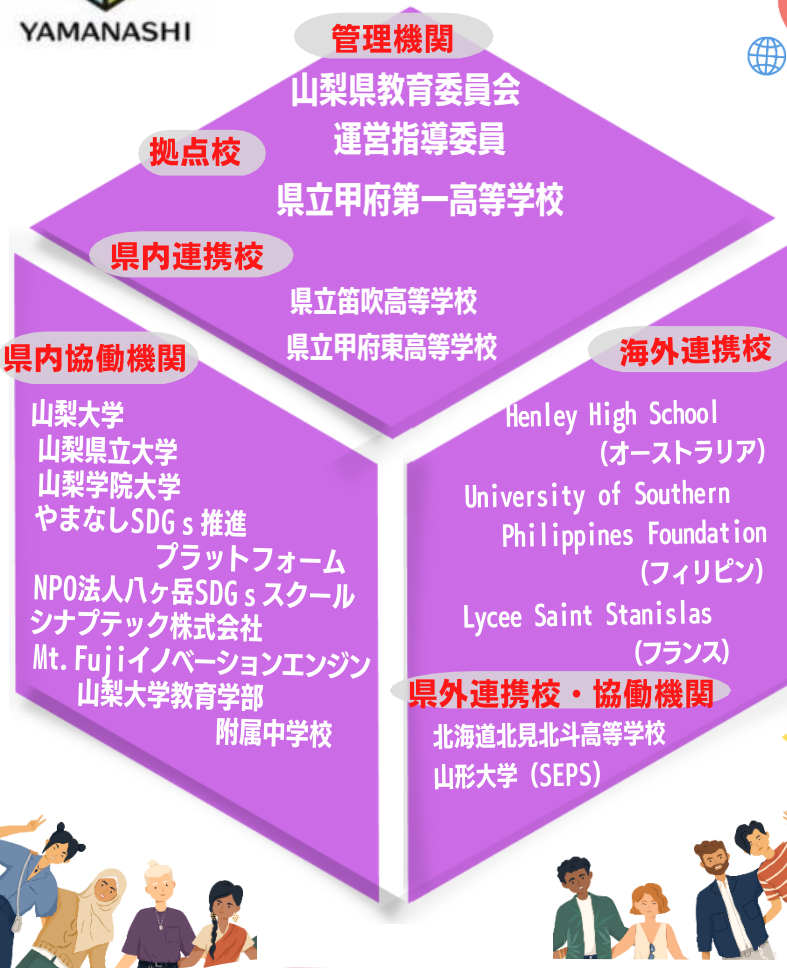 YAMANASHI
管理機関
山梨県教育委員会
運営指導委員
拠点校
県立甲府第一高等学校
県内連携校
県立笛吹高等学校
県立甲府東高等学校
県内協働機関
山梨大学
山梨県立大学
山梨学院大学
やまなしSDGｓ推進
プラットフォーム
NPO法人八ヶ岳SDGｓスクール
シナプテック株式会社
Mt.Fujiイノベーションエンジン
山梨大学教育学部
附属中学校
海外連携校
Henley High School
(オーストラリア)
University of Southern
Philippines Foundation
(フィリピン)
Lycee Saint Stanislas
(フランス)
県外連携校・協働機関
北海道北見北斗高等学校
山形大学（SEPS）